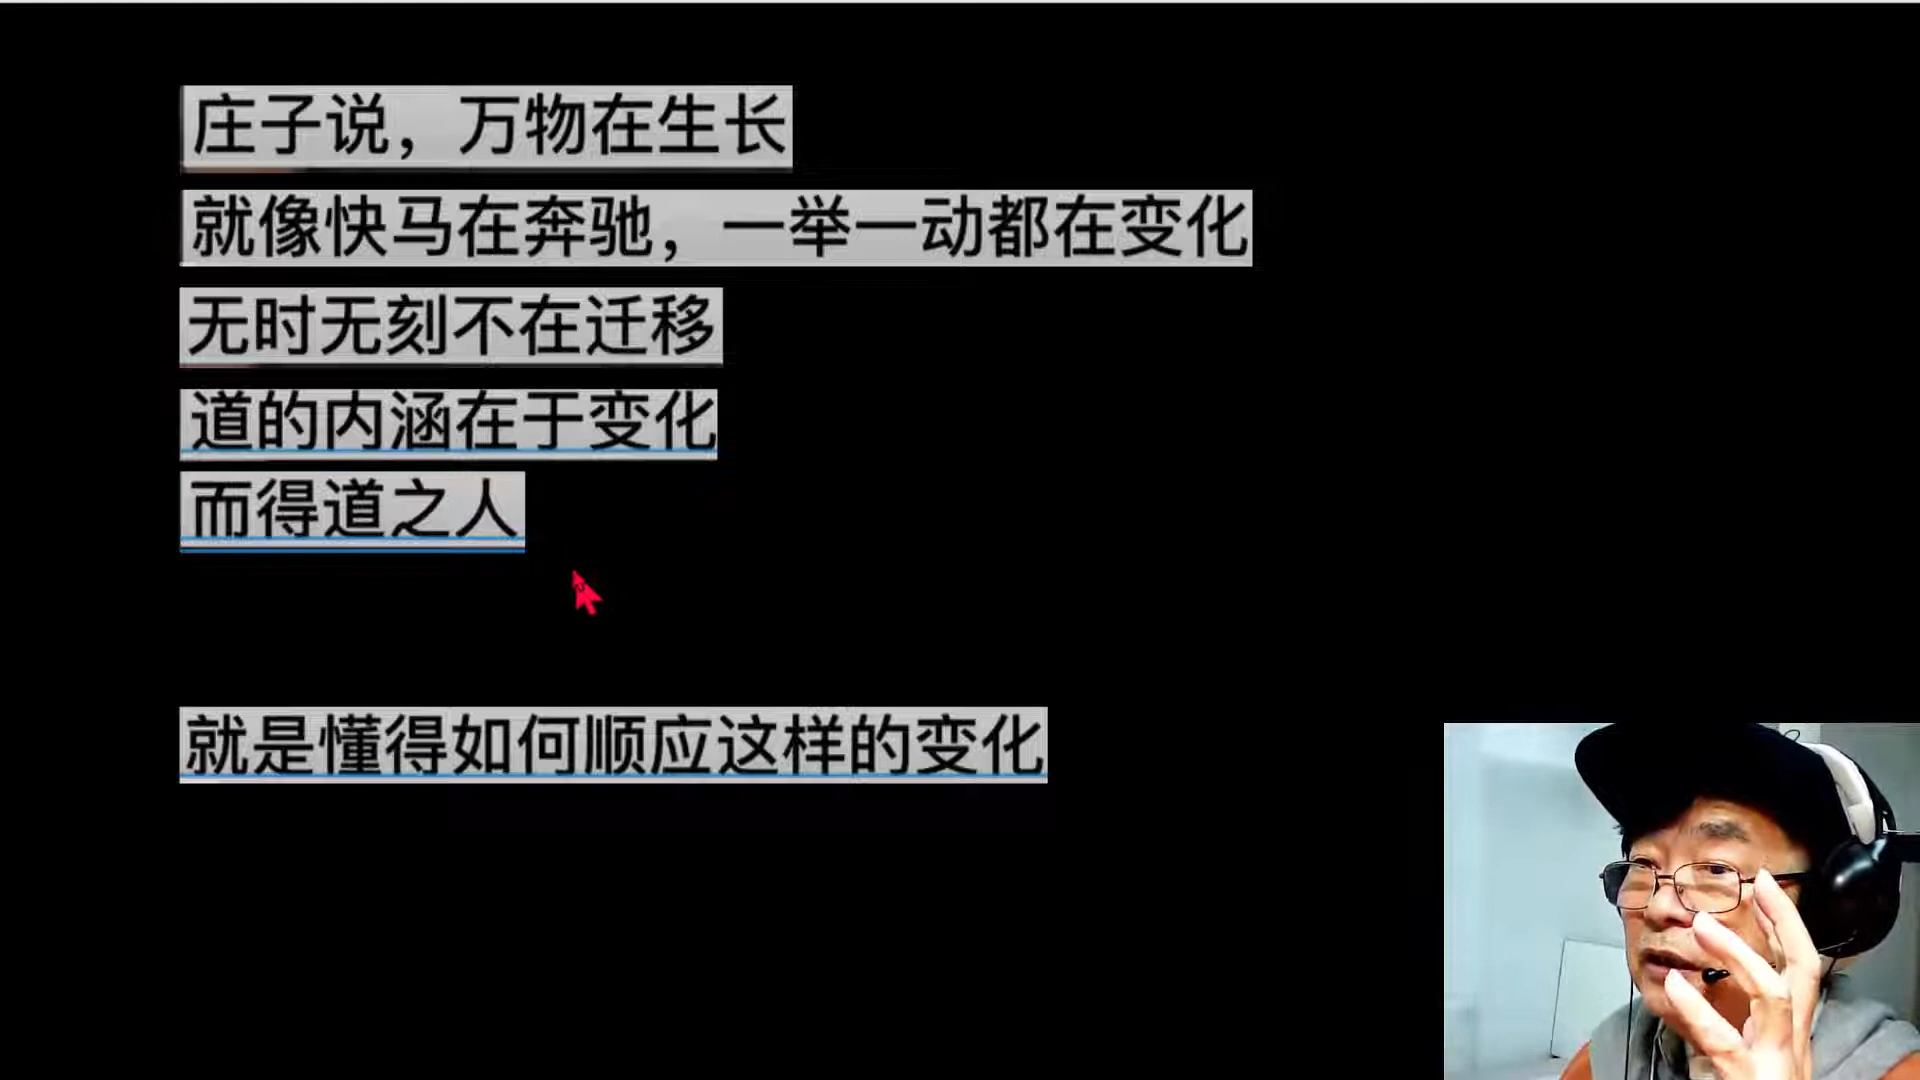 庄子说，万物在生长
就像快马在奔驰，一举一动都在变化
无时无刻不在迁移
道的内涵在于变化
而得道之人
就是懂得如何顺应这样的变化